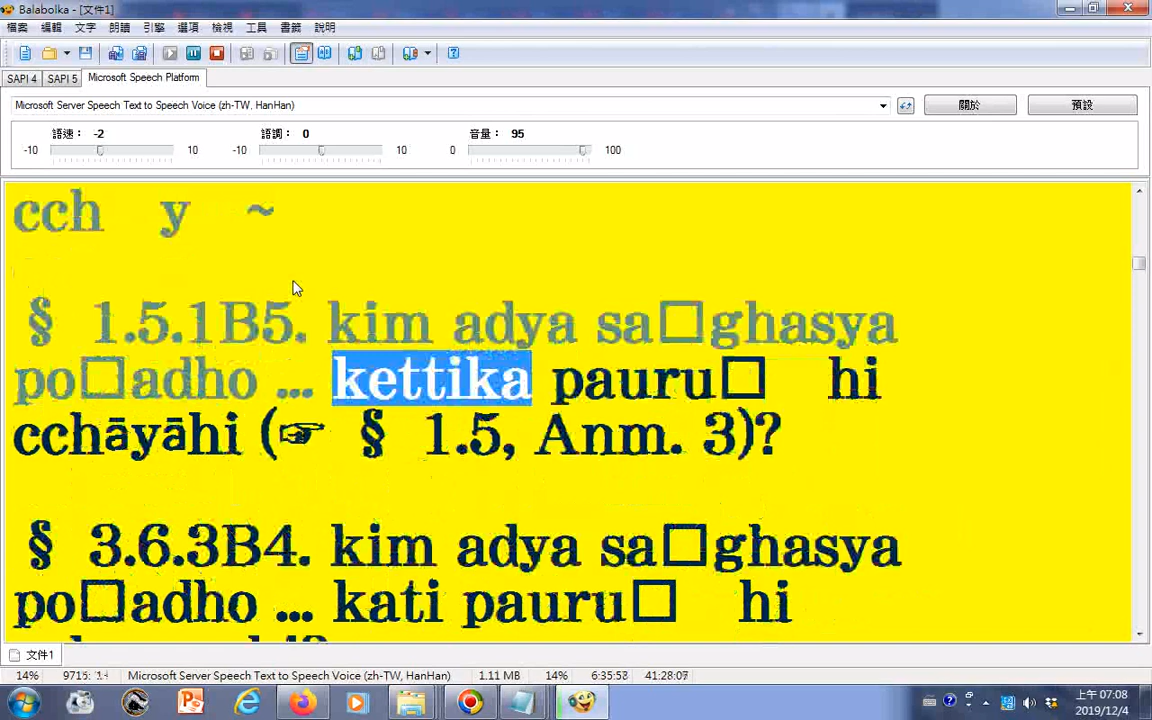 Balabolka - [文件1]
檔案 編輯 文字 朗讀 引擎 選項 檢視 工具 書籤 說明
SAPI 4 SAPI 5 Microsoft Speech Platform
Microsoft Server Speech Text to Speech Voice (zh-TW, HanHan) 關於 預設
語速： -2 語調： 0 音量： 95
-10 10 -10 10 0 100
cch y ~
§ 1.5.1B5. kim adya sa□ghasya
po□adho ... kettika pauru□ hi
cchāyāhi (☞ § 1.5, Anm. 3)?
§ 3.6.3B4. kim adya sa□ghasya
po□adho ... kati pauru□ hi
文件1
14% Microsoft Server Speech Text to Speech Voice (zh-TW, HanHan) 1.11 MB 14% 6:35:53 41:28:07
上午 07:08
2019/12/4